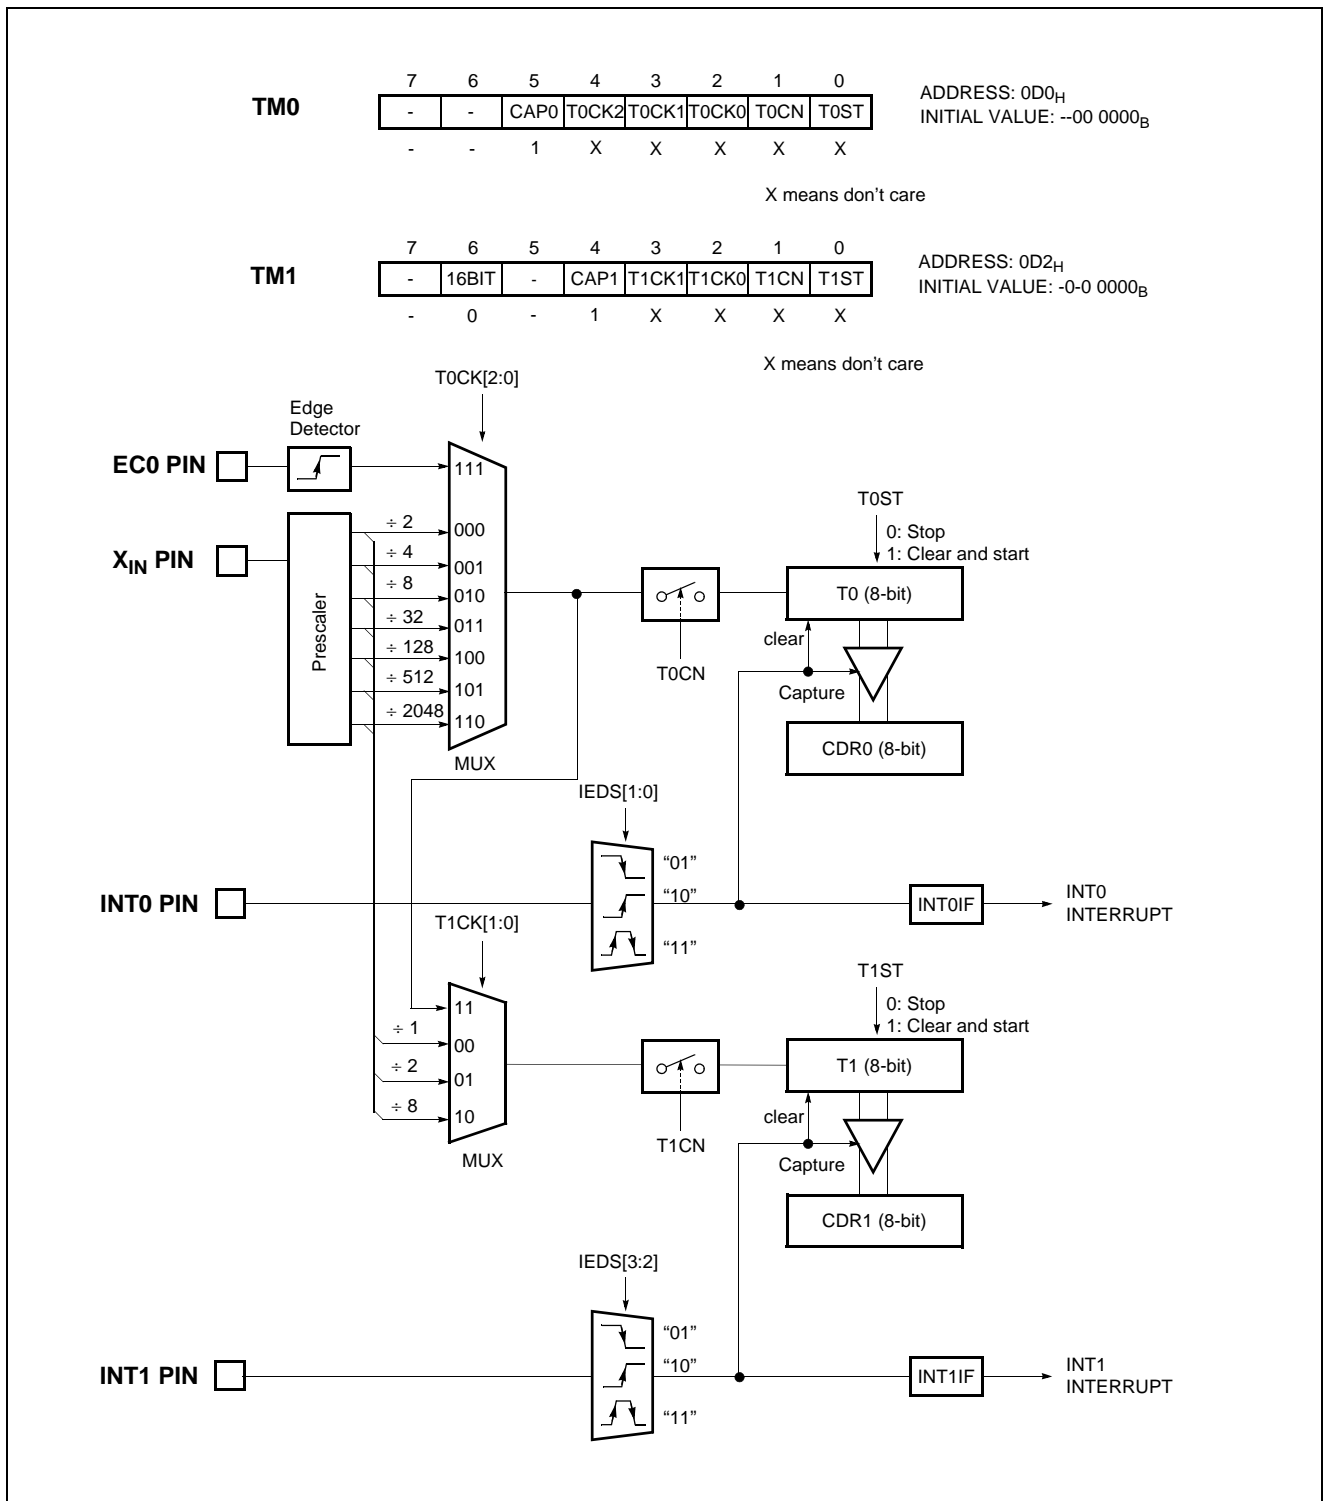 7 6 5 4 3 2 1 0
TM0 - - CAP0 T0CK2 T0CK1 T0CK0 T0CN T0ST
ADDRESS: 0D0H
INITIAL VALUE: --00 0000B
- - 1 X X X X X
X means don't care
7 6 5 4 3 2 1 0
TM1 - 16BIT - CAP1 T1CK1 T1CK0 T1CN T1ST
ADDRESS: 0D2H
INITIAL VALUE: -0-0 0000B
- 0 - 1 X X X X
X means don't care
T0CK[2:0]
Edge
Detector
EC0 PIN
111
T0ST
0: Stop
1: Clear and start
XIN PIN
Prescaler
÷ 2 000
÷ 4 001
÷ 8 010
÷ 32 011
÷ 128 100
÷ 512 101
÷ 2048 110
MUX
T0CN
T0 (8-bit)
clear
Capture
CDR0 (8-bit)
IEDS[1:0]
“01”
“10”
“11”
INT0 PIN
INT0IF
INT0
INTERRUPT
T1CK[1:0]
T1ST
0: Stop
1: Clear and start
11
÷ 1 00
÷ 2 01
÷ 8 10
MUX
T1CN
T1 (8-bit)
clear
Capture
CDR1 (8-bit)
IEDS[3:2]
“01”
“10”
“11”
INT1 PIN
INT1IF
INT1
INTERRUPT